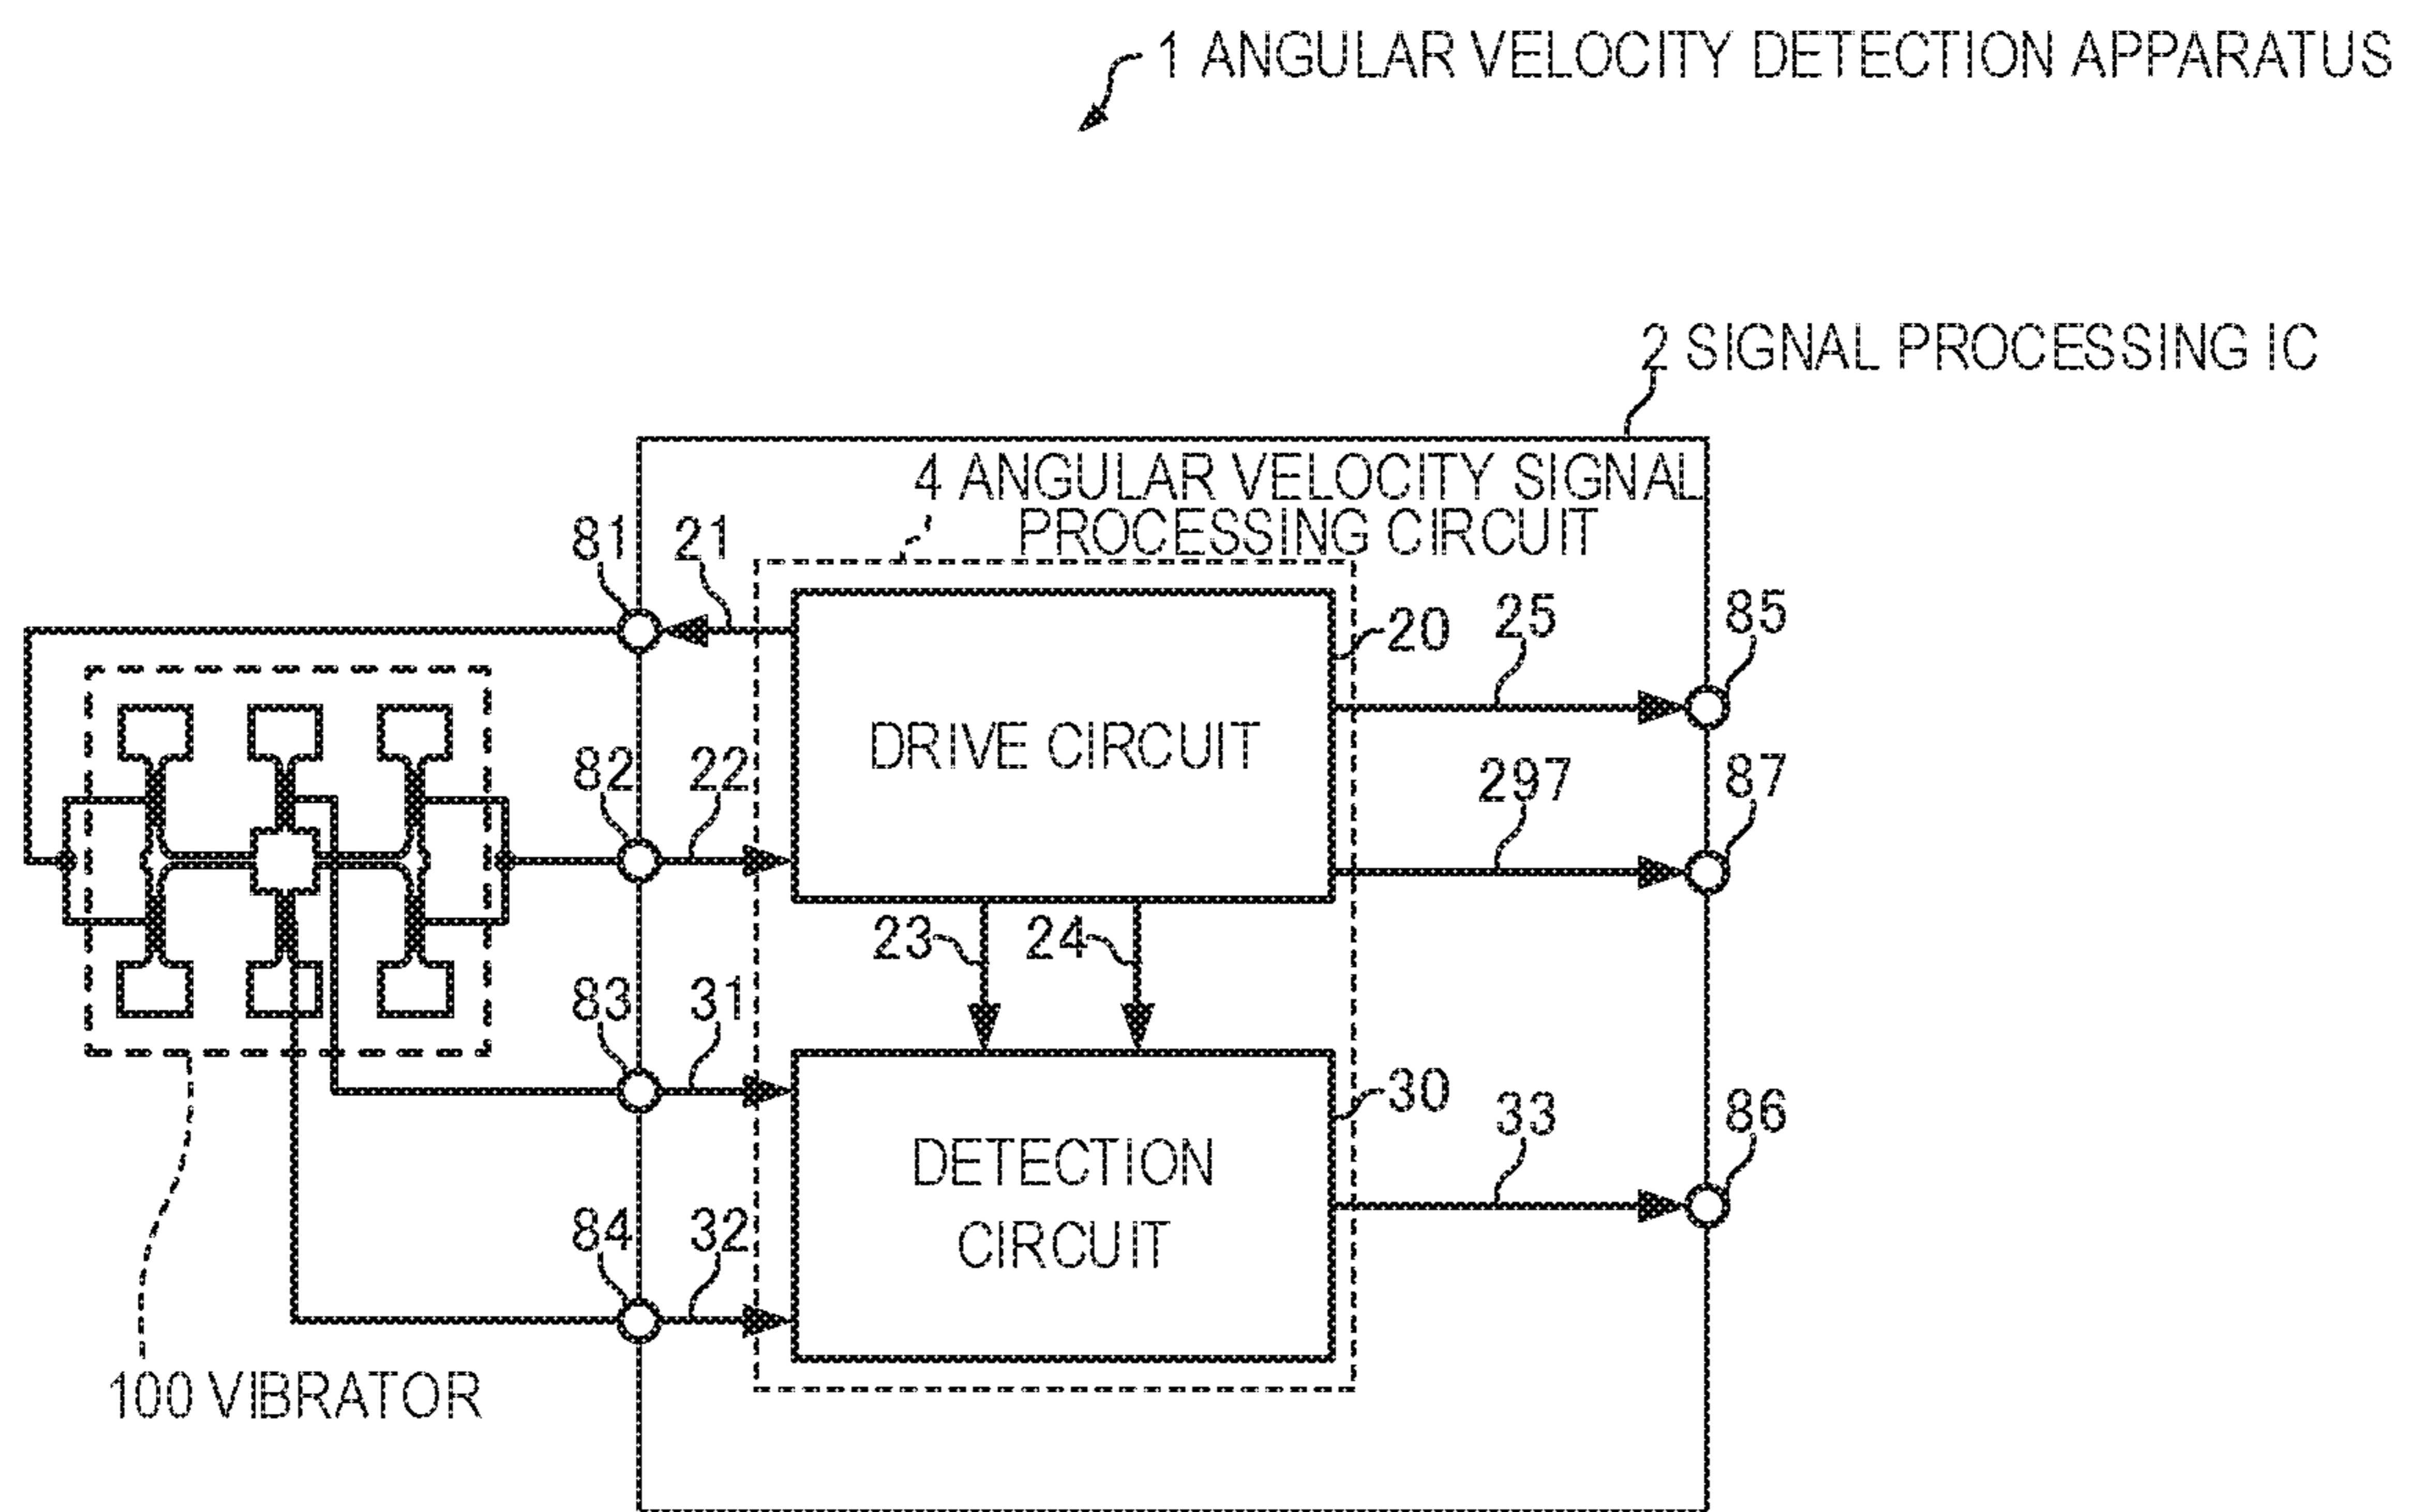 1 ANGULAR VELOCITY DETECTION APPARATUS
2 SIGNAL PROCESSING IC
4 ANGULAR VELOCITY SIGNAL
PROCESSING CIRCUIT
81
21
20
25
85
DRIVE CIRCUIT
82
22
297
87
23
24
83
31
30
33
86
DETECTION
CIRCUIT
84
32
100 VIBRATOR